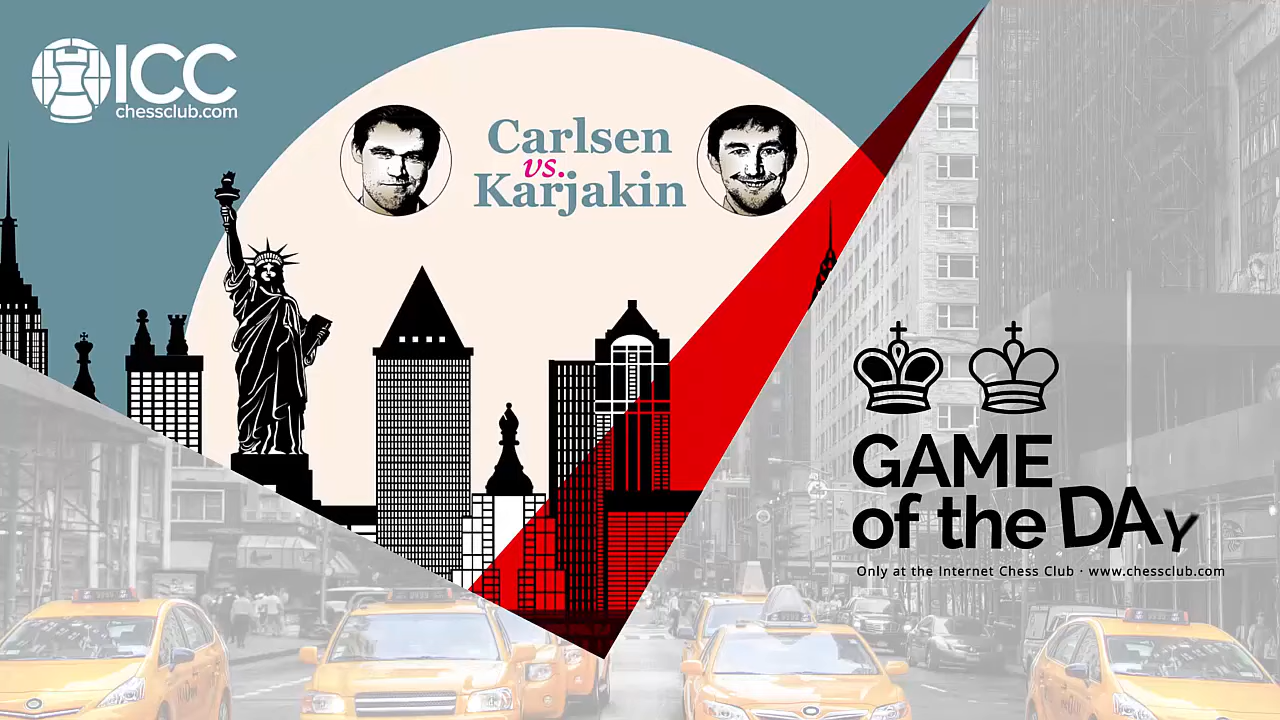 ICC
chessclub.com
Carlsen
vs.
Karjakin
GAME
of the DAy
Only at the Internet Chess Club · www.chessclub.com